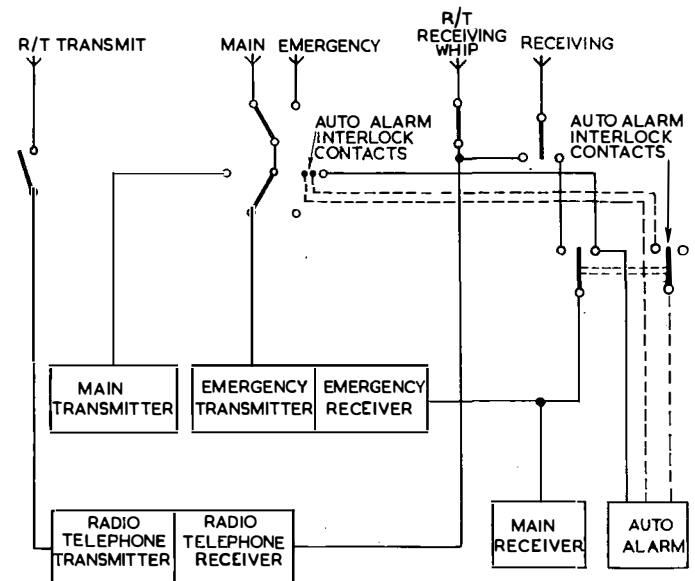 R/T TRANSMIT
MAIN
EMERGENCY
R/T
RECEIVING
WHIP
RECEIVING
AUTO ALARM
INTERLOCK
CONTACTS
AUTO ALARM
INTERLOCK
CONTACTS
MAIN
TRANSMITTER
EMERGENCY
TRANSMITTER
EMERGENCY
RECEIVER
RADIO
TELEPHONE
TRANSMITTER
RADIO
TELEPHONE
RECEIVER
MAIN
RECEIVER
AUTO
ALARM